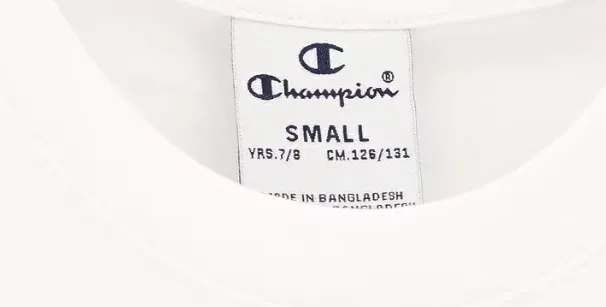 Champion®
SMALL
YRS.7/8 CM.126/131
MADE IN BANGLADESH